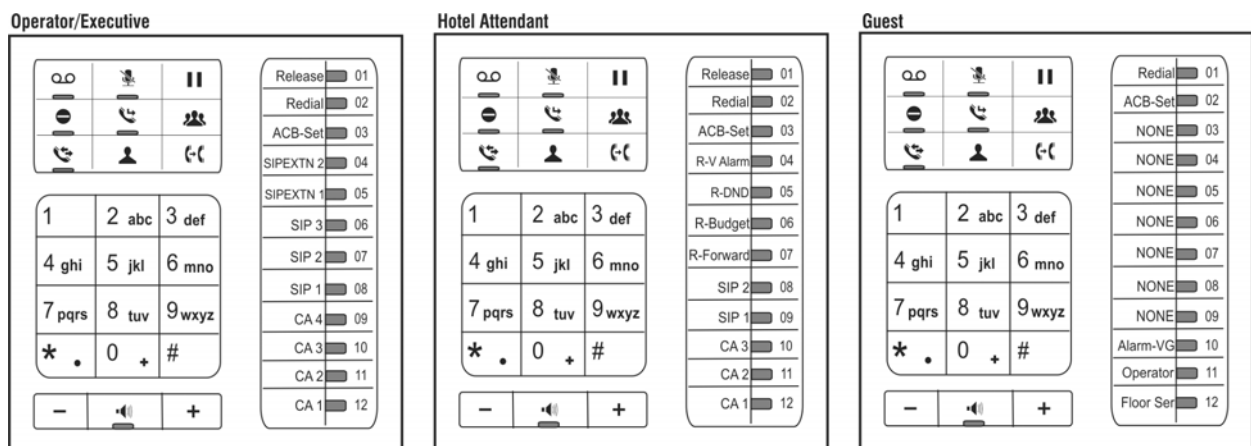 Operator/Executive
Release 01
Redial 02
ACB-Set 03
SIPEXTN 2 04
SIPEXTN 1 05
SIP 3 06
SIP 2 07
SIP 1 08
CA 4 09
CA 3 10
CA 2 11
CA 1 12
1 2 abc 3 def
4 ghi 5 jkl 6 mno
7 pqrs 8 tuv 9 wxyz
* . 0 + #
- +
Hotel Attendant
Release 01
Redial 02
ACB-Set 03
R-V Alarm 04
R-DND 05
R-Budget 06
R-Forward 07
SIP 2 08
SIP 1 09
CA 3 10
CA 2 11
CA 1 12
1 2 abc 3 def
4 ghi 5 jkl 6 mno
7 pqrs 8 tuv 9 wxyz
* . 0 + #
- +
Guest
Redial 01
ACB-Set 02
NONE 03
NONE 04
NONE 05
NONE 06
NONE 07
NONE 08
NONE 09
Alarm-VG 10
Operator 11
Floor Ser 12
1 2 abc 3 def
4 ghi 5 jkl 6 mno
7 pqrs 8 tuv 9 wxyz
* . 0 + #
- +